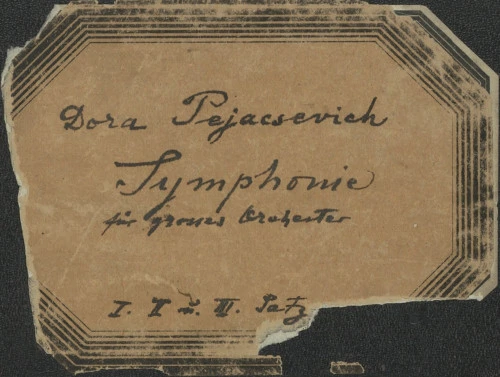 Dora Pejacsevich
Symphonie
für grosses Orchester
I. II u. III. Satz